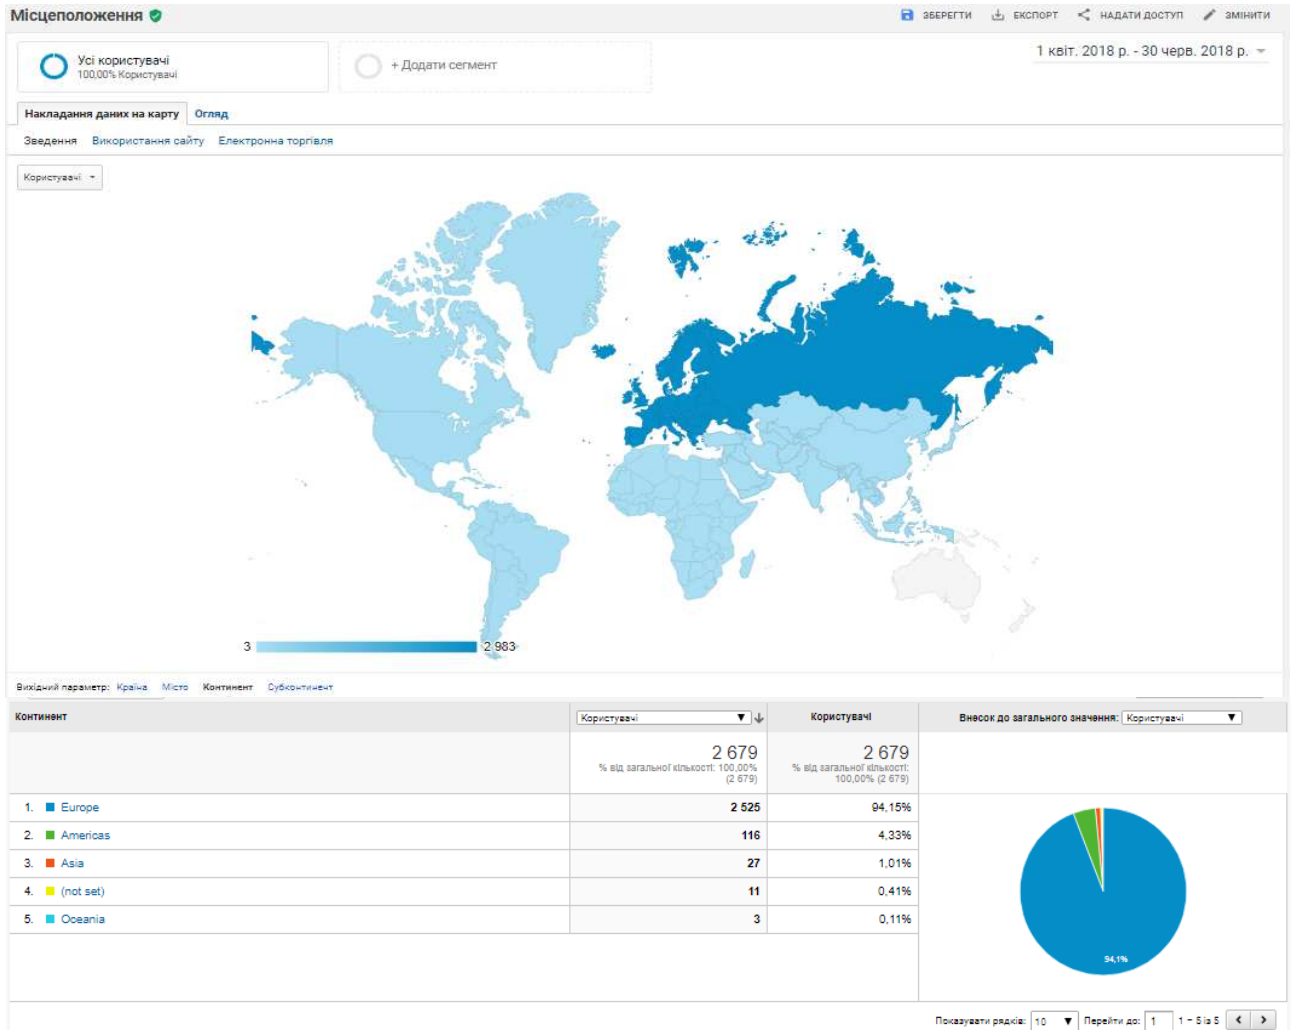 Місцеположення
ЗБЕРЕГТИ ЕКСПОРТ НАДАТИ ДОСТУП ЗМІНИТИ
Усі користувачі
100,00% Користувачі
+ Додати сегмент
1 квіт. 2018 р. - 30 черв. 2018 р.
Накладання даних на карту Огляд
Зведення Використання сайту Електронна торгівля
Користувачі
3 2 983
Вихідний параметр: Країна Місто Континент Субконтинент
Континент Користувачі Користувачі Внесок до загального значення: Користувачі
2 679 2 679
% від загальної кількості: 100,00% % від загальної кількості:
(2 679) 100,00% (2 679)
1. Europe 2 525 94,15%
2. Americas 116 4,33%
3. Asia 27 1,01%
4. (not set) 11 0,41%
5. Oceania 3 0,11%
94,1%
Показувати рядків: 10 Перейти до: 1 1 – 5 із 5